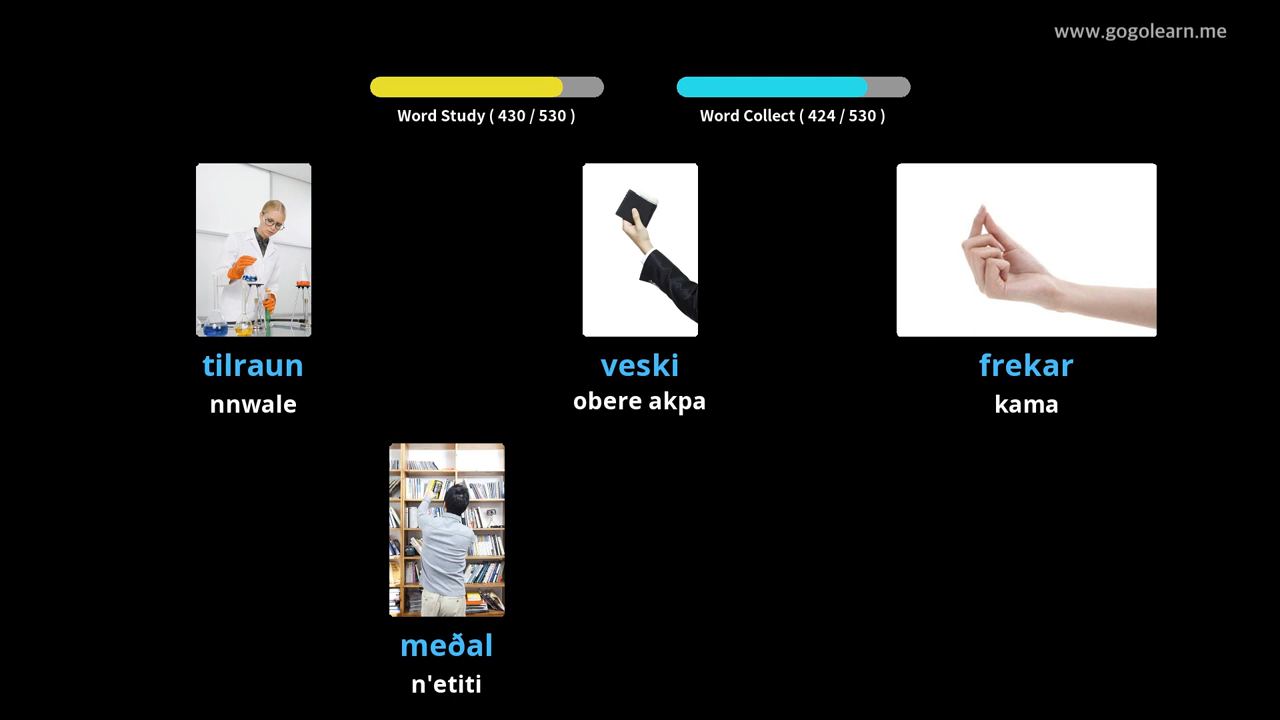 www.gogolearn.me
Word Study ( 430 / 530 )
Word Collect ( 424 / 530 )
tilraun
nnwale
veski
obere akpa
frekar
kama
meðal
n'etiti